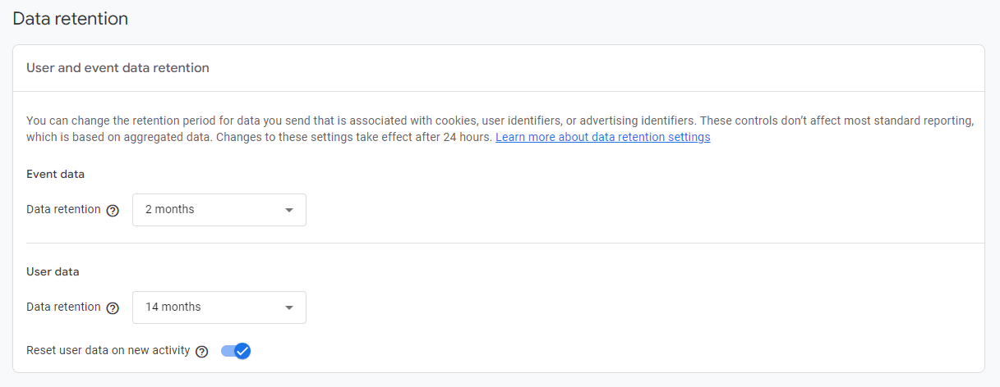 Data retention
User and event data retention
You can change the retention period for data you send that is associated with cookies, user identifiers, or advertising identifiers. These controls don’t affect most standard reporting,
which is based on aggregated data. Changes to these settings take effect after 24 hours. Learn more about data retention settings
Event data
Data retention ? 2 months
User data
Data retention ? 14 months
Reset user data on new activity ?